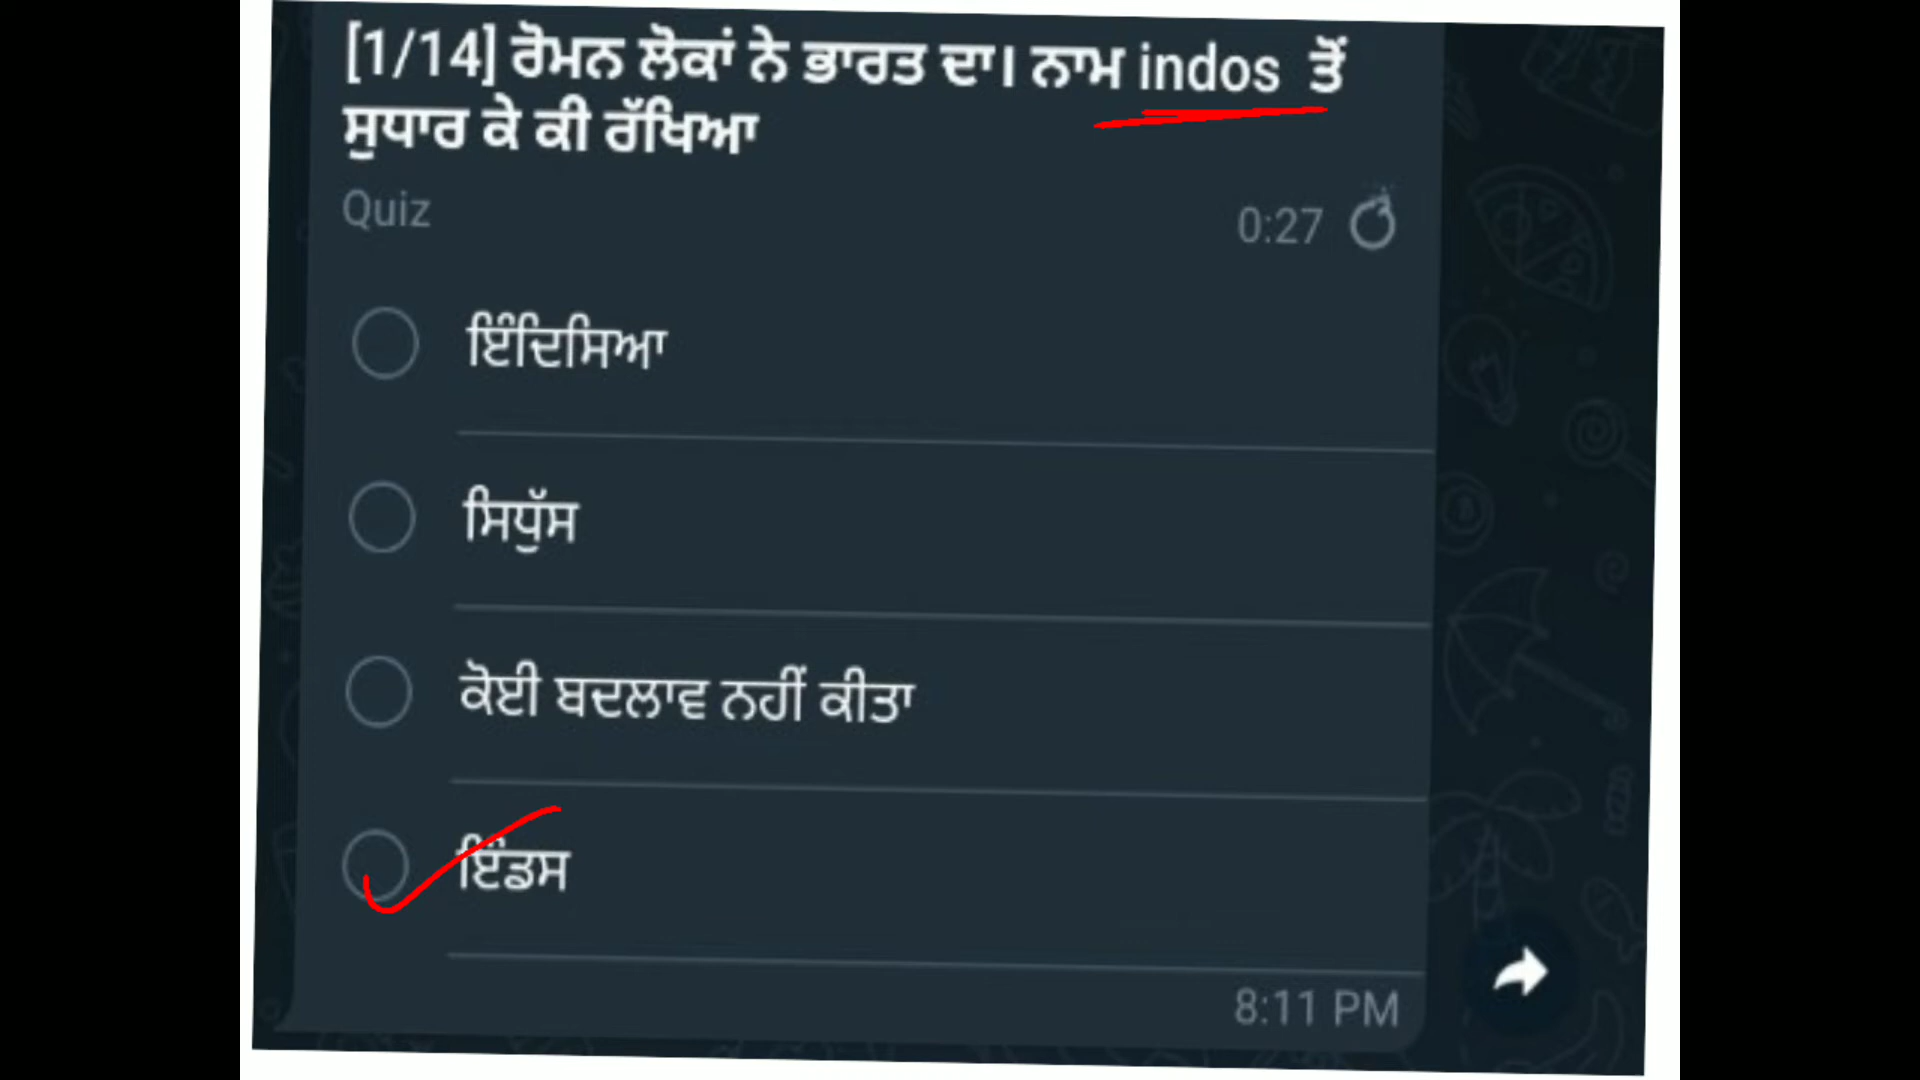 [1/14] ਰੋਮਨ ਲੋਕਾਂ ਨੇ ਭਾਰਤ ਦਾ। ਨਾਮ indos ਤੋਂ
ਸੁਧਾਰ ਕੇ ਕੀ ਰੱਖਿਆ
Quiz
0:27
ਇੰਦਿਸਿਆ
ਸਿਧੁੱਸ
ਕੋਈ ਬਦਲਾਵ ਨਹੀਂ ਕੀਤਾ
ਇੰਡਸ
8:11 PM